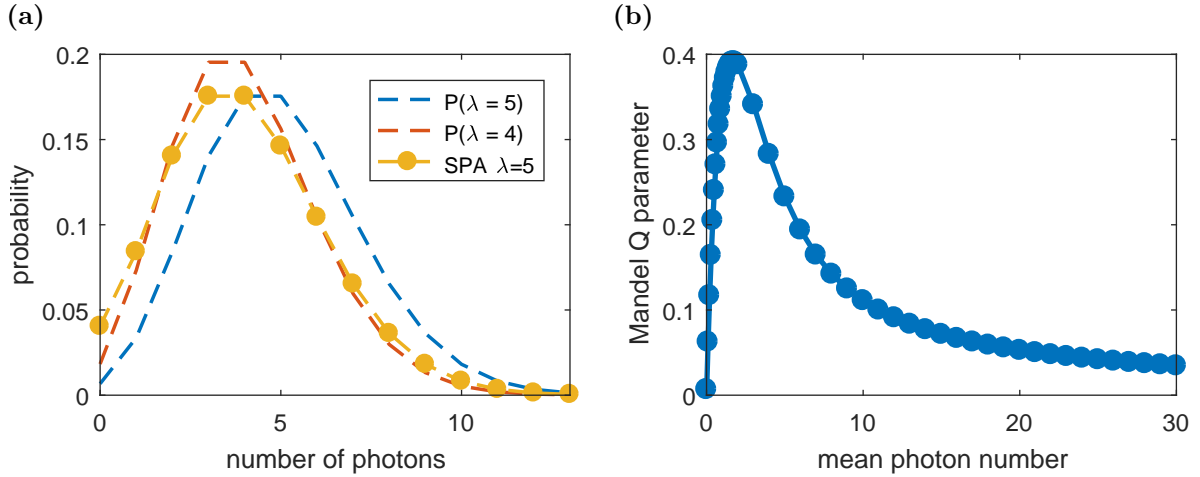 (a)
0.2
0.15
0.1
0.05
0
0
5
10
probability
number of photons
P(λ = 5)
P(λ = 4)
SPA λ=5
(b)
0.4
0.3
0.2
0.1
0
0
10
20
30
Mandel Q parameter
mean photon number